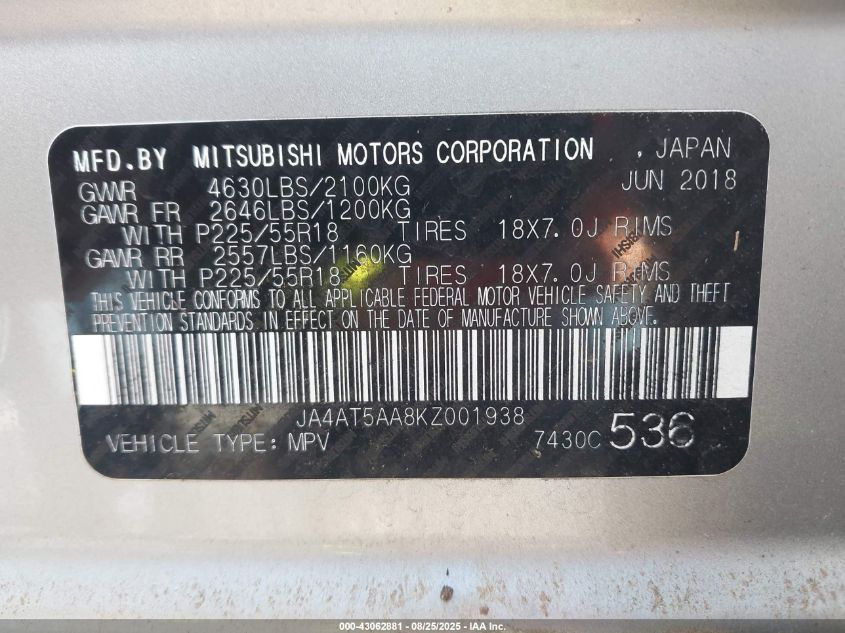 MFD.BY MITSUBISHI MOTORS CORPORATION , JAPAN
GVWR 4630LBS/2100KG JUN 2018
GAWR FR 2646LBS/1200KG
WITH P225/55R18 TIRES 18X7.0J RIMS
GAWR RR 2557LBS/1160KG
WITH P225/55R18 TIRES 18X7.0J RIMS
THIS VEHICLE CONFORMS TO ALL APPLICABLE FEDERAL MOTOR VEHICLE SAFETY AND THEFT
PREVENTION STANDARDS IN EFFECT ON THE DATE OF MANUFACTURE SHOWN ABOVE.
JA4AT5AA8KZ001938
VEHICLE TYPE: MPV 7430C 536
000-43062881 - 08/25/2025 - IAA Inc.